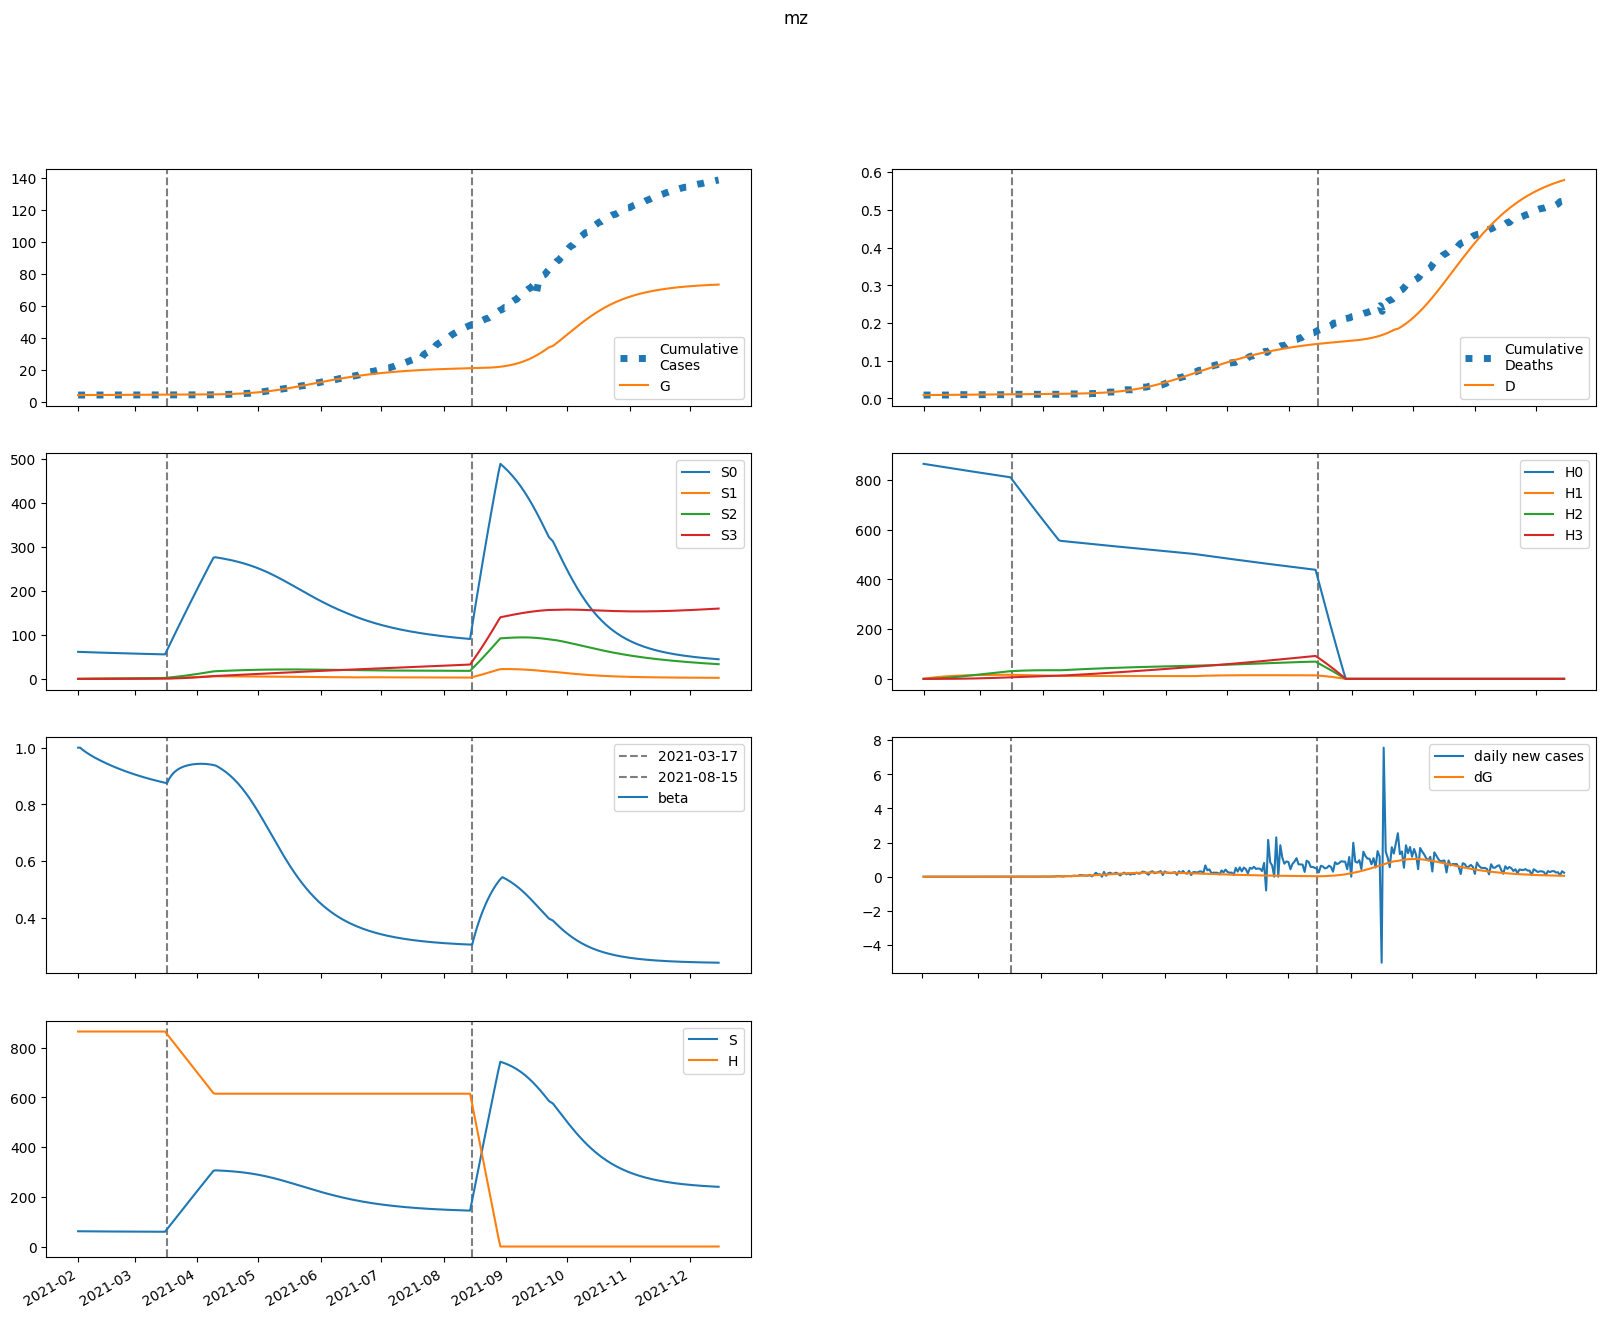 mz
140
120
100
80
60
40
20
0
Cumulative
Cases
G
0.6
0.5
0.4
0.3
0.2
0.1
0.0
Cumulative
Deaths
D
500
400
300
200
100
0
S0
S1
S2
S3
800
600
400
200
0
H0
H1
H2
H3
1.0
0.8
0.6
0.4
2021-03-17
2021-08-15
beta
8
6
4
2
0
−2
−4
daily new cases
dG
800
600
400
200
0
S
H
2021-02
2021-03
2021-04
2021-05
2021-06
2021-07
2021-08
2021-09
2021-10
2021-11
2021-12